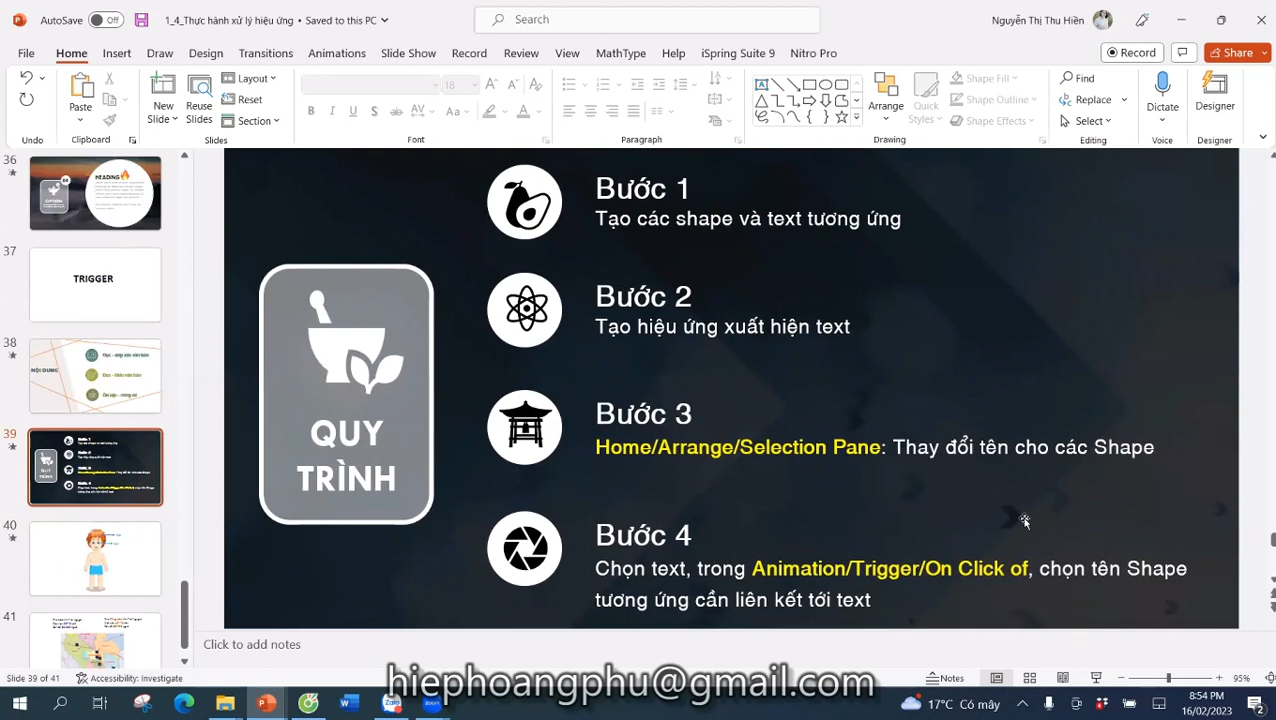 AutoSave Off 1_4_Thực hành xử lý hiệu ứng • Saved to this PC Search Nguyễn Thị Thu Hiền
File Home Insert Draw Design Transitions Animations Slide Show Record Review View MathType Help iSpring Suite 9 Nitro Pro Record Share
Paste New Slide Reuse Slides Layout Reset Section
18
Arrange Quick Styles Shape Fill Shape Outline Shape Effects
Find Replace Select Dictate Designer
Undo Clipboard Slides Font Paragraph Drawing Editing Voice Designer
36
HEADING
OPTION
37
TRIGGER
38
NỘI DUNG
39
40
41
QUY
TRÌNH
Bước 1
Tạo các shape và text tương ứng
Bước 2
Tạo hiệu ứng xuất hiện text
Bước 3
Home/Arrange/Selection Pane: Thay đổi tên cho các Shape
Bước 4
Chọn text, trong Animation/Trigger/On Click of, chọn tên Shape
tương ứng cần liên kết tới text
Click to add notes
Slide 39 of 41 Accessibility: Investigate Notes 95%
hiephoangphu@gmail.com
17°C Có mây 8:54 PM
16/02/2023